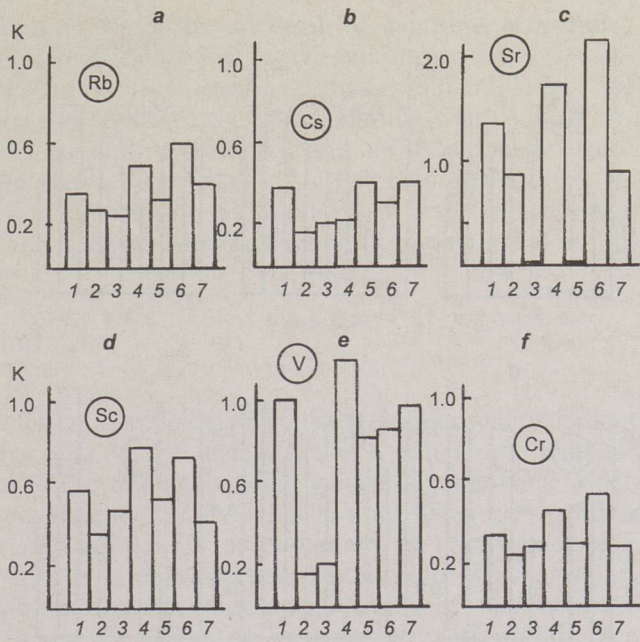 a b c
K
1.0 1.0 2.0
Rb Cs Sr
0.6 0.6 1.0
0.2 0.2
1 2 3 4 5 6 7 1 2 3 4 5 6 7 1 2 3 4 5 6 7
d e f
K
1.0 1.0 1.0
Sc V Cr
0.6 0.6 0.6
0.2 0.2 0.2
1 2 3 4 5 6 7 1 2 3 4 5 6 7 1 2 3 4 5 6 7